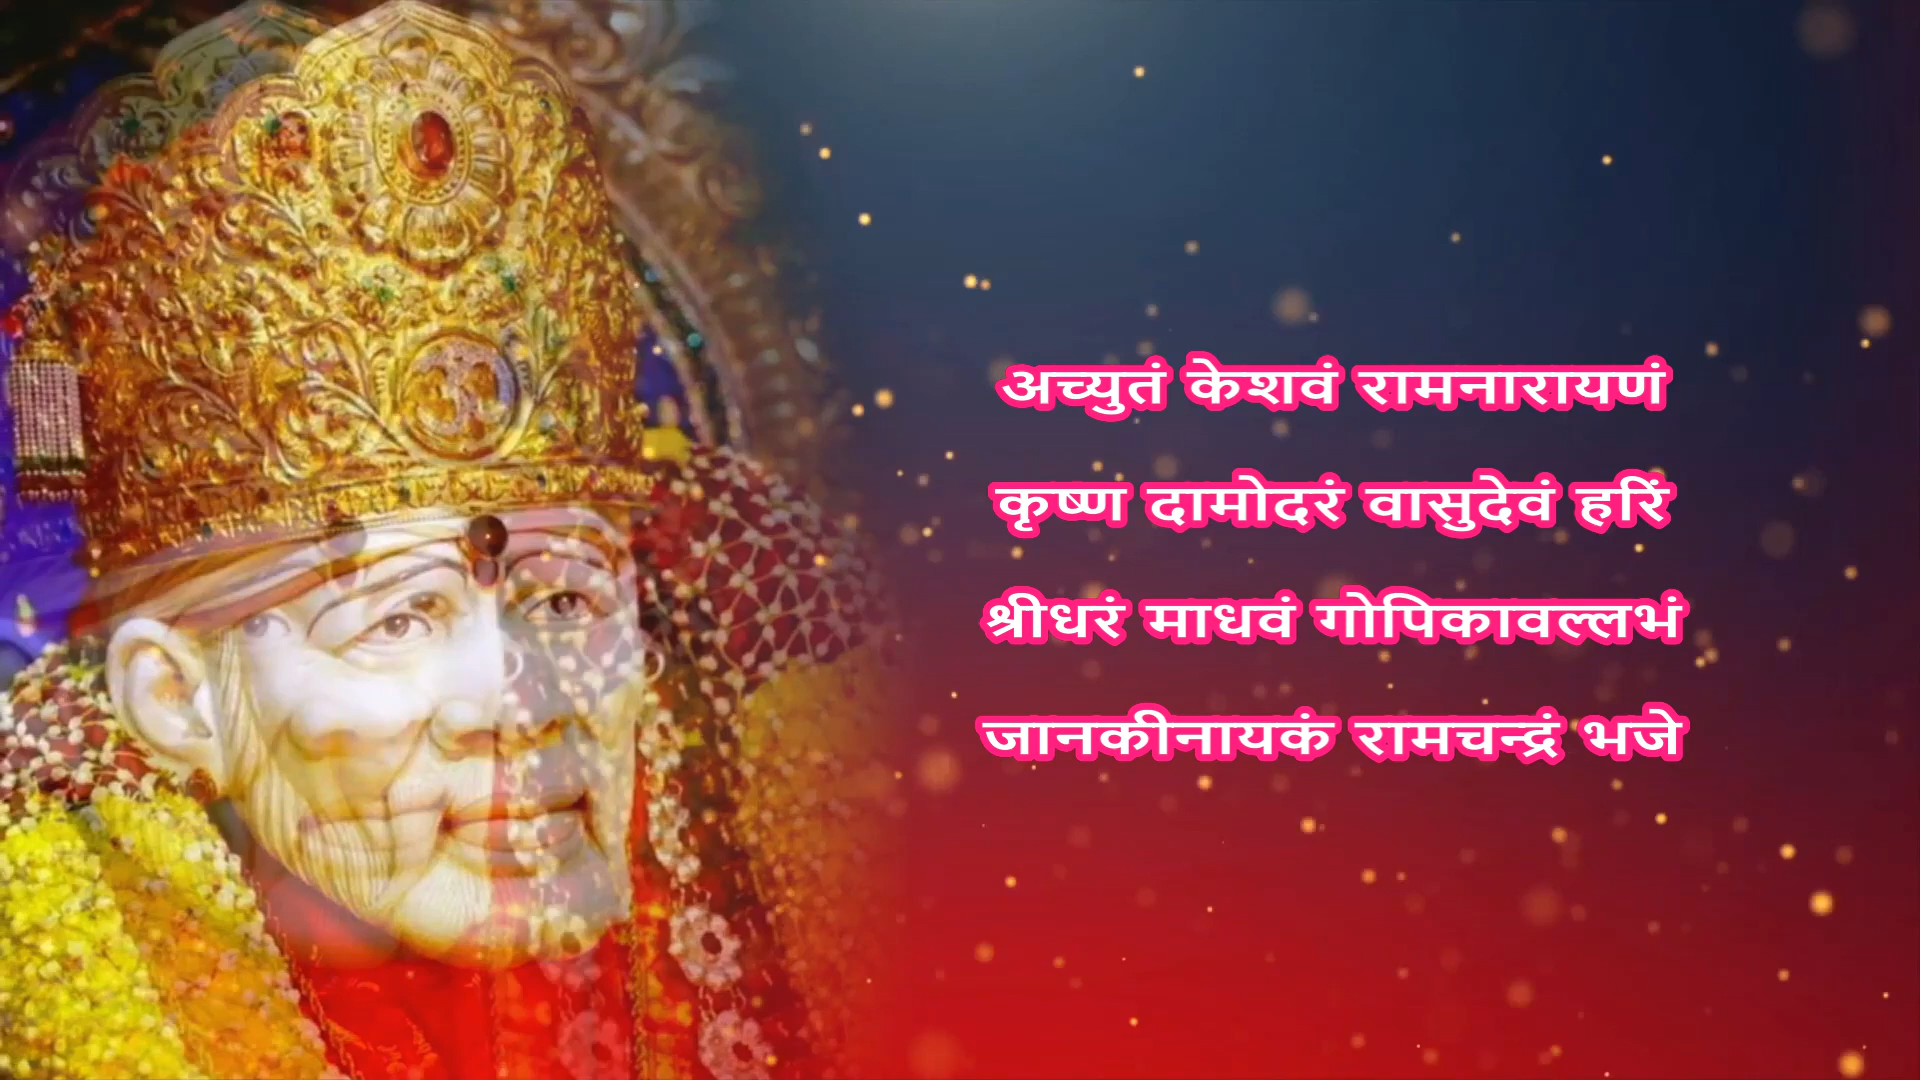 अच्युतं केशवं रामनारायणं
कृष्ण दामोदरं वासुदेवं हरिं
श्रीधरं माधवं गोपिकावल्लभं
जानकीनायकं रामचन्द्रं भजे